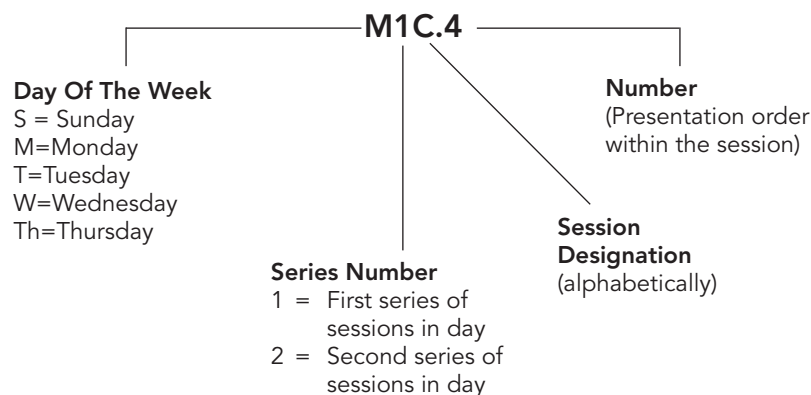 M1C.4
Day Of The Week
S = Sunday
M=Monday
T=Tuesday
W=Wednesday
Th=Thursday
Number
(Presentation order
within the session)
Session
Designation
(alphabetically)
Series Number
1 = First series of
sessions in day
2 = Second series of
sessions in day